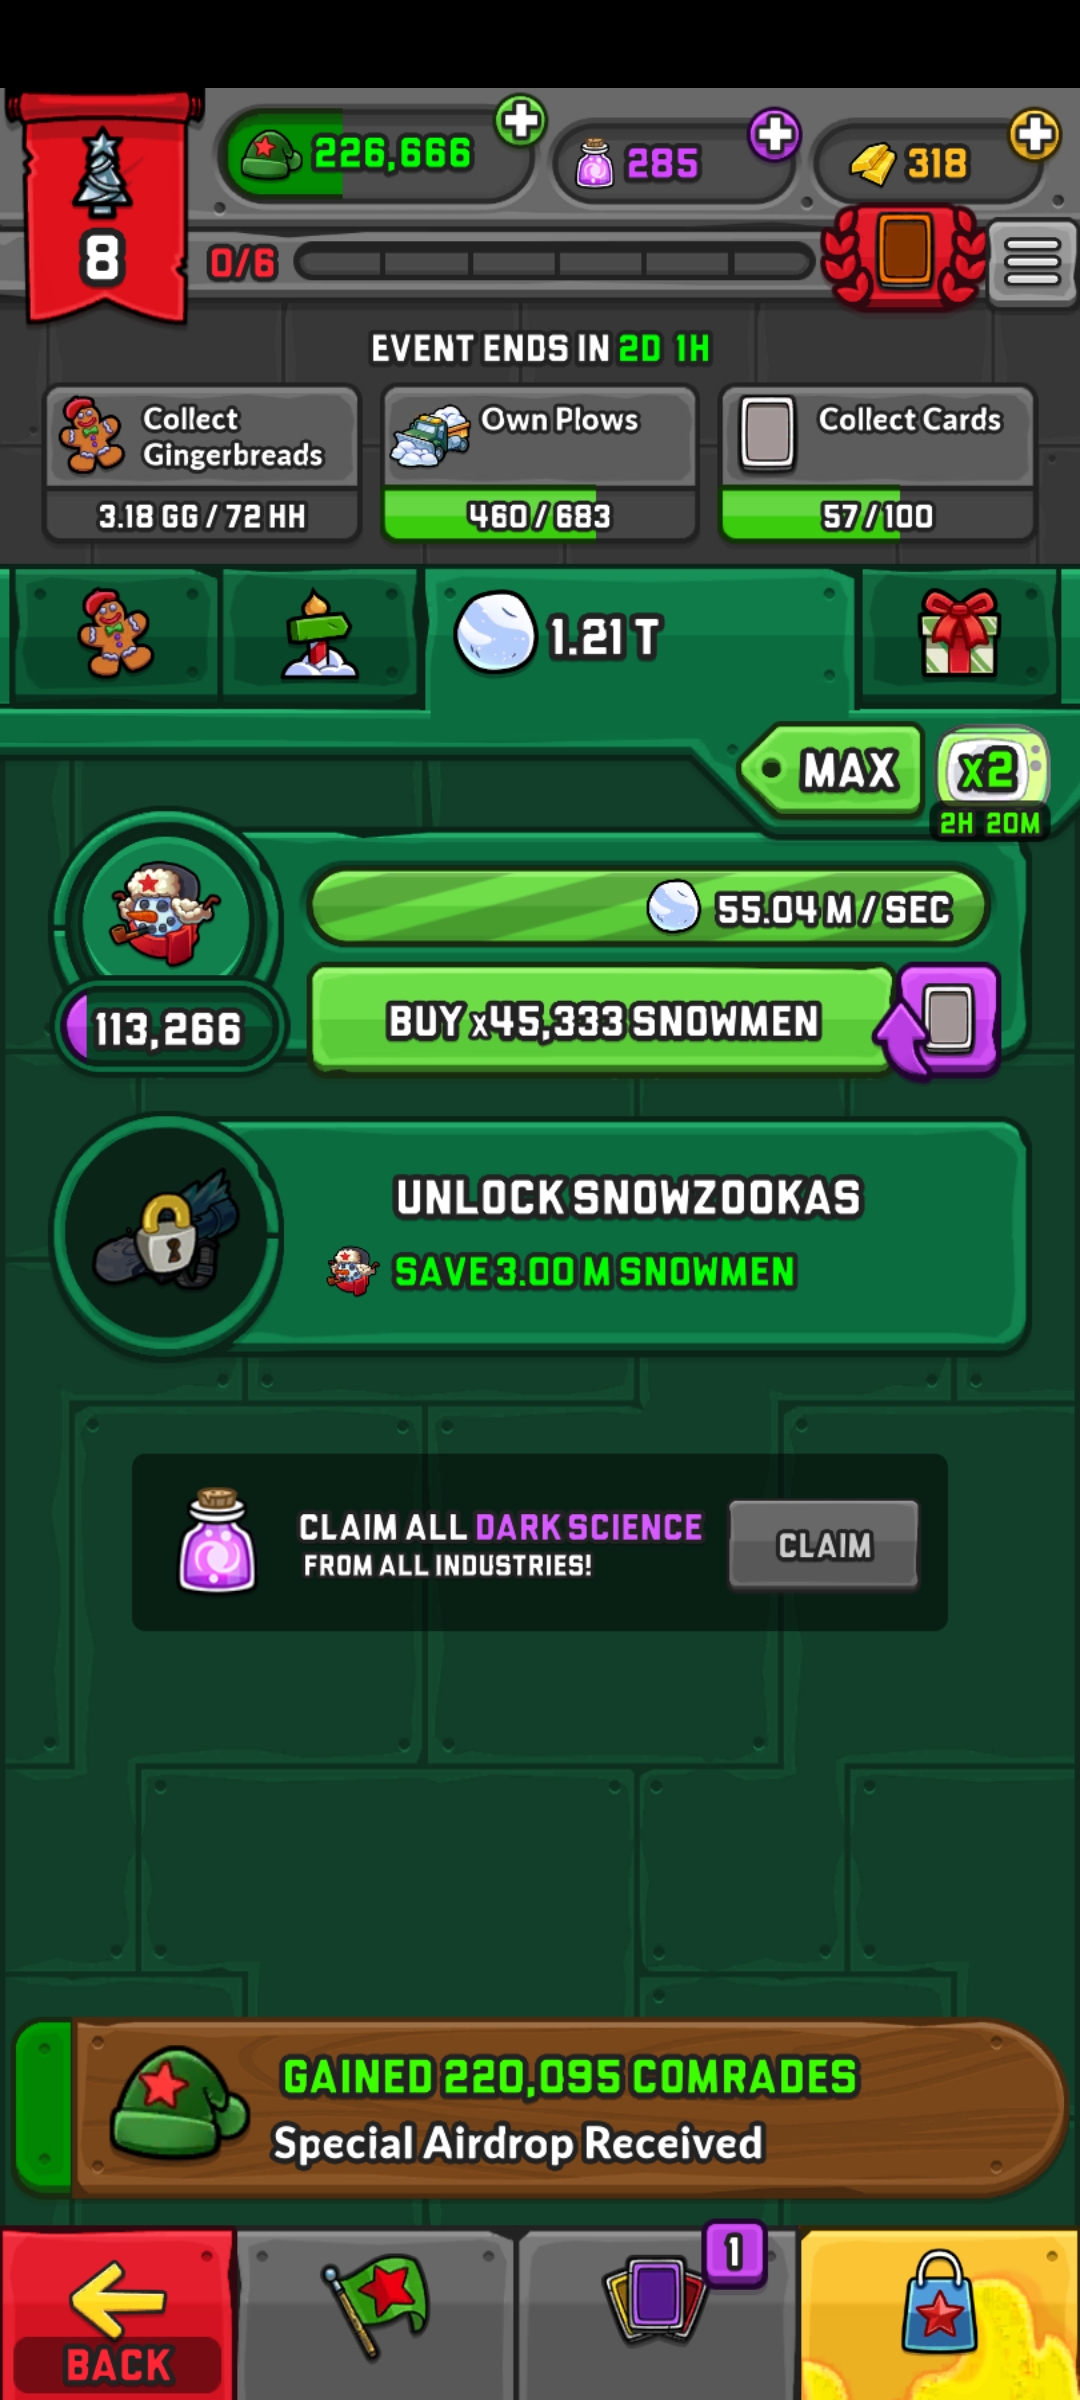 226,666
285
318
8
0/6
EVENT ENDS IN 2D 1H
Collect
Gingerbreads
3.18 GG / 72 HH
Own Plows
460/683
Collect Cards
57/100
1.21 T
MAX
x2
2H 20M
55.04 M / SEC
113,266
BUY x45,333 SNOWMEN
UNLOCK SNOWZOOKAS
SAVE 3.00 M SNOWMEN
CLAIM ALL DARK SCIENCE
FROM ALL INDUSTRIES!
CLAIM
GAINED 220,095 COMRADES
Special Airdrop Received
1
BACK